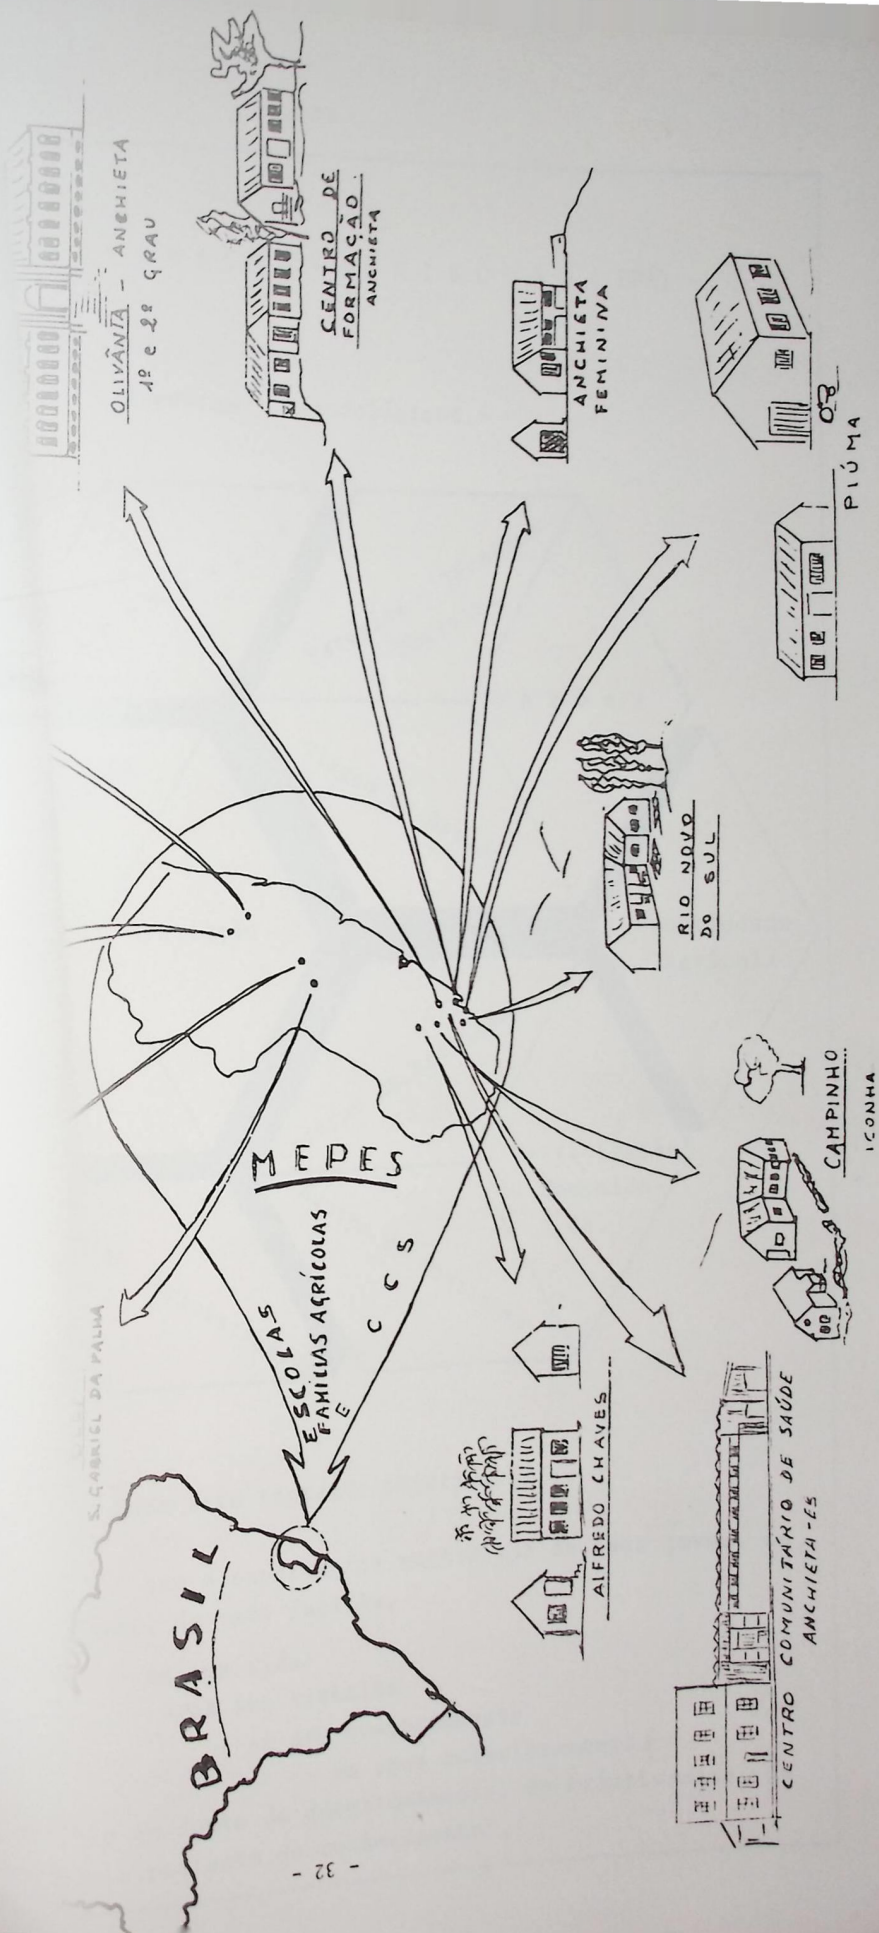 S. GABRIEL DA PALHA
BRASIL
MEPES
ESCOLAS
FAMILIAS AGRÍCOLAS
E
CCS
OLIVÂNIA - ANCHIETA
1º e 2º GRAU
CENTRO DE
FORMAÇÃO
ANCHIETA
ANCHIETA
FEMININA
PIÚMA
RIO NOVO
DO SUL
CAMPINHO
ICONHA
ALFREDO CHAVES
CENTRO COMUNITÁRIO DE SAÚDE
ANCHIETA-ES
- 32 -